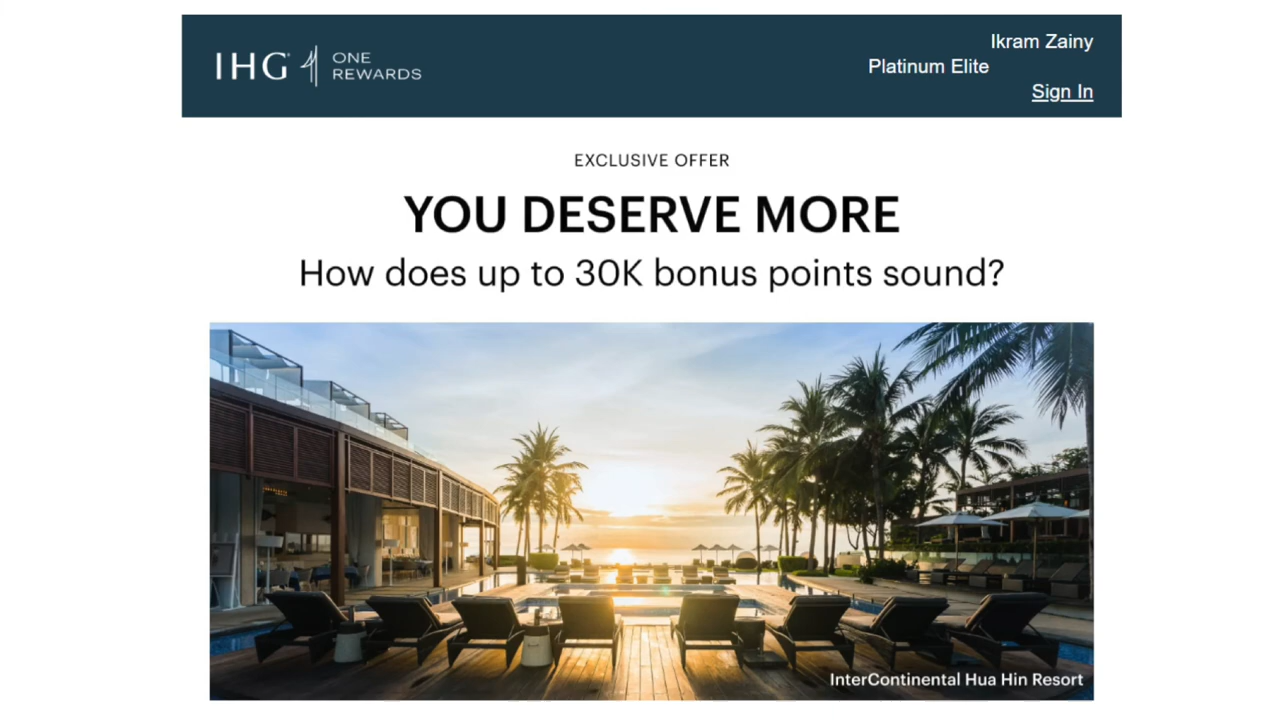 IHG ONE REWARDS
Ikram Zainy
Platinum Elite
Sign In
EXCLUSIVE OFFER
YOU DESERVE MORE
How does up to 30K bonus points sound?
InterContinental Hua Hin Resort